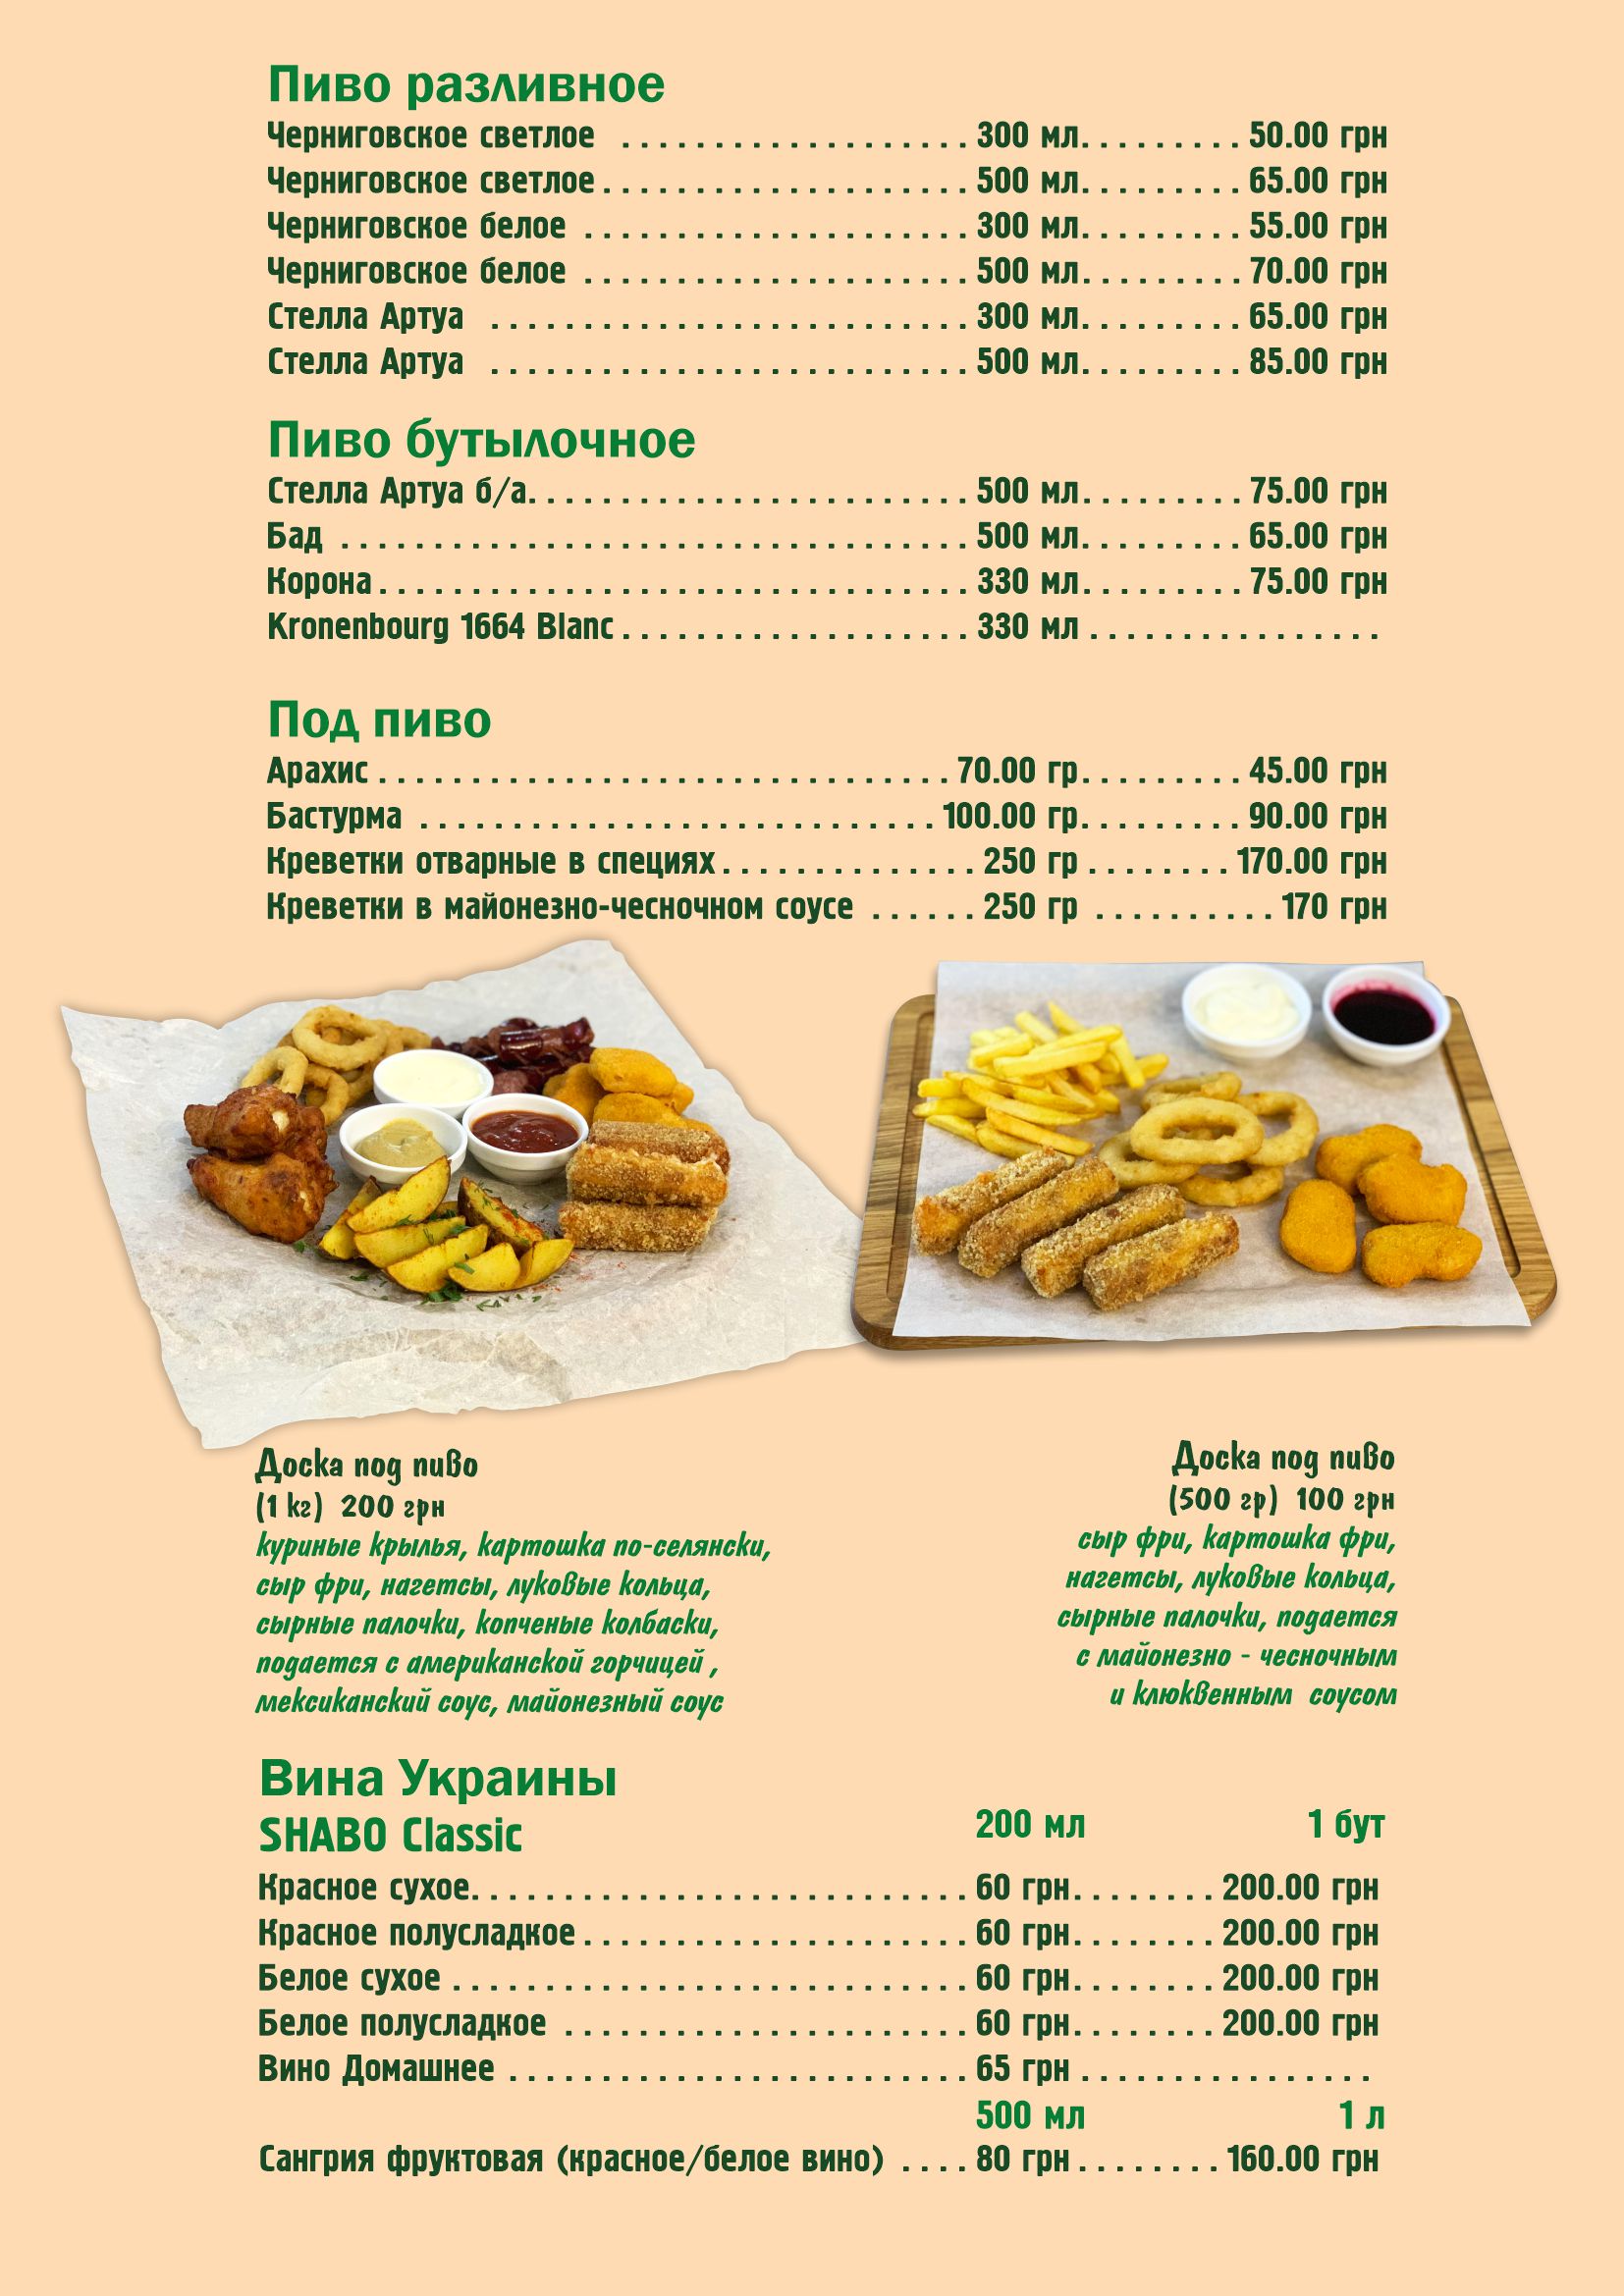 Пиво разливное
Черниговское светлое ................... 300 мл......... 50.00 грн
Черниговское светлое.................... 500 мл......... 65.00 грн
Черниговское белое ..................... 300 мл......... 55.00 грн
Черниговское белое ..................... 500 мл......... 70.00 грн
Стелла Артуа .......................... 300 мл......... 65.00 грн
Стелла Артуа .......................... 500 мл......... 85.00 грн
Пиво бутылочное
Стелла Артуа б/а........................ 500 мл......... 75.00 грн
Бад .................................. 500 мл......... 65.00 грн
Корона................................ 330 мл......... 75.00 грн
Kronenbourg 1664 Blanc................... 330 мл ................
Под пиво
Арахис ............................... 70.00 гр......... 45.00 грн
Бастурма ............................ 100.00 гр......... 90.00 грн
Креветки отварные в специях.............. 250 гр ........ 170.00 грн
Креветки в майонезно-чесночном соусе ...... 250 гр .......... 170 грн
Доска под пиво
(1 кг) 200 грн
куриные крылья, картошка по-селянски,
сыр фри, нагетсы, луковые кольца,
сырные палочки, копченые колбаски,
подается с американской горчицей ,
мексиканский соус, майонезный соус
Доска под пиво
(500 гр) 100 грн
сыр фри, картошка фри,
нагетсы, луковые кольца,
сырные палочки, подается
с майонезно - чесночным
и клюквенным соусом
Вина Украины
SHABO Classic 200 мл 1 бут
Красное сухое........................... 60 грн........ 200.00 грн
Красное полусладкое..................... 60 грн........ 200.00 грн
Белое сухое ............................ 60 грн........ 200.00 грн
Белое полусладкое ...................... 60 грн........ 200.00 грн
Вино Домашнее ......................... 65 грн ................
500 мл 1 л
Сангрия фруктовая (красное/белое вино) .... 80 грн........ 160.00 грн